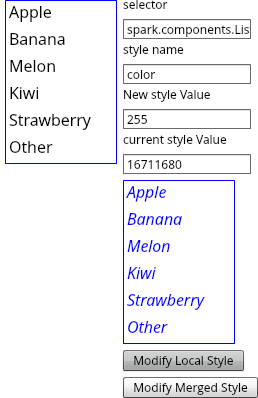 Apple
Banana
Melon
Kiwi
Strawberry
Other
selector
spark.components.Lis
style name
color
New style Value
255
current style Value
16711680
Apple
Banana
Melon
Kiwi
Strawberry
Other
Modify Local Style
Modify Merged Style